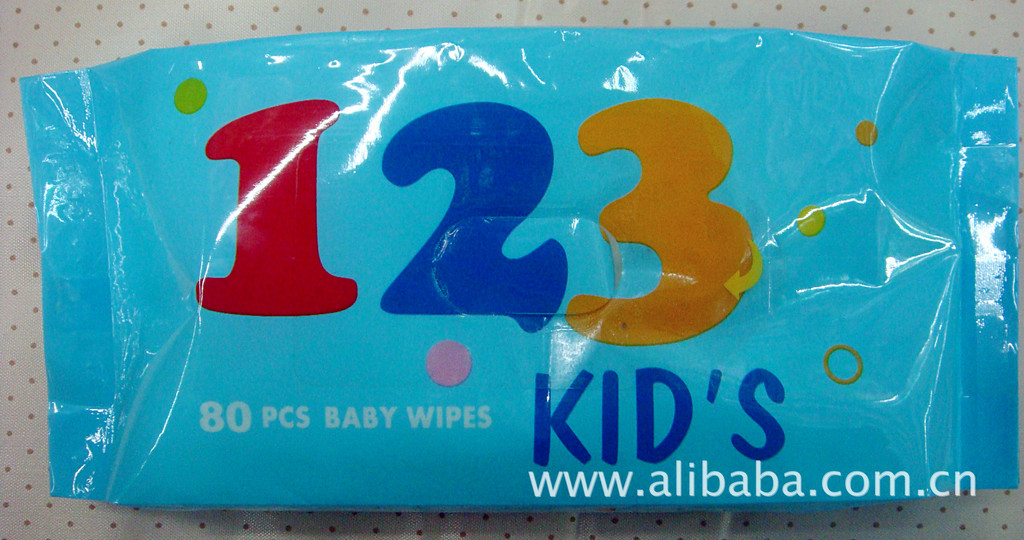 123
KID'S
80 PCS BABY WIPES
www.alibaba.com.cn